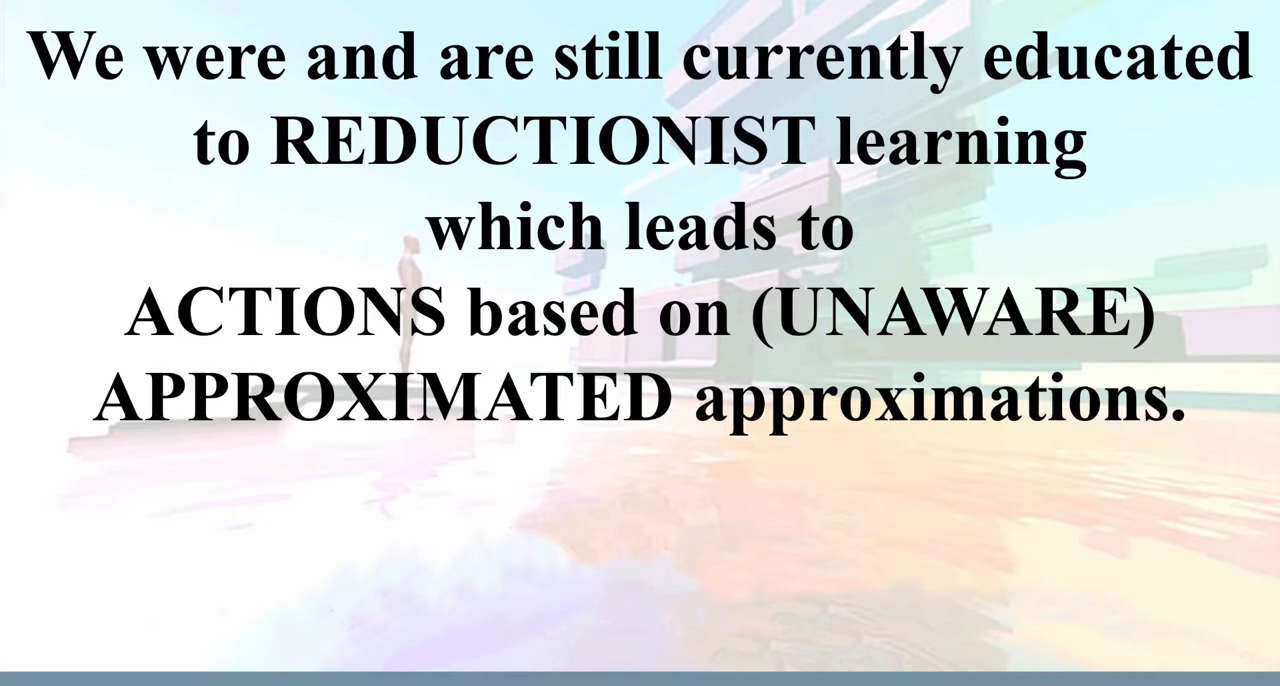 We were and are still currently educated
to REDUCTIONIST learning
which leads to
ACTIONS based on (UNAWARE)
APPROXIMATED approximations.